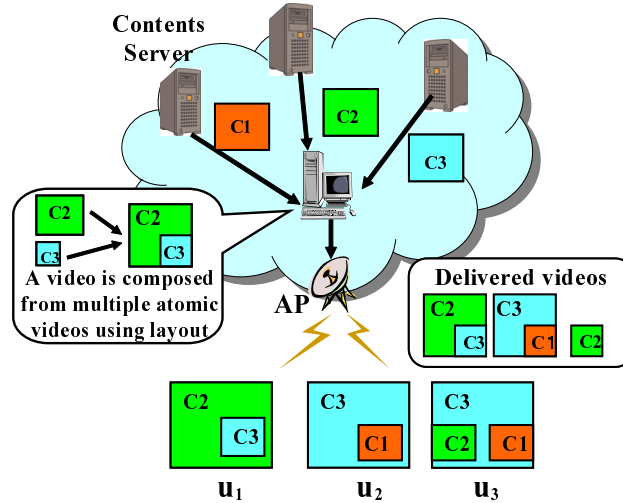 Contents
Server
C1
C2
C3
C2
C3
C2
C3
A video is composed
from multiple atomic
videos using layout
AP
Delivered videos
C2
C3
C3
C1
C2
C2
C3
C3
C1
C3
C2
C1
u1
u2
u3